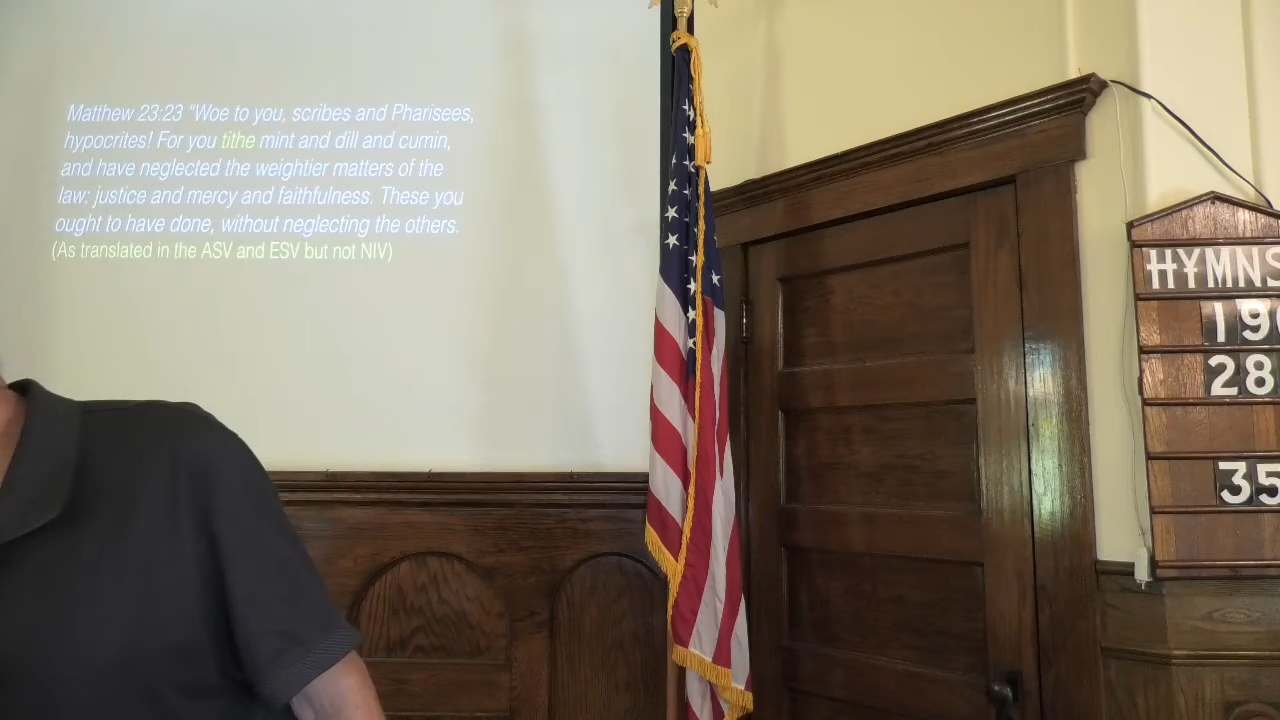 Matthew 23:23 “Woe to you, scribes and Pharisees,
hypocrites! For you tithe mint and dill and cumin,
and have neglected the weightier matters of the
law: justice and mercy and faithfulness. These you
ought to have done, without neglecting the others.
(As translated in the ASV and ESV but not NIV)
HYMNS
19
28
35